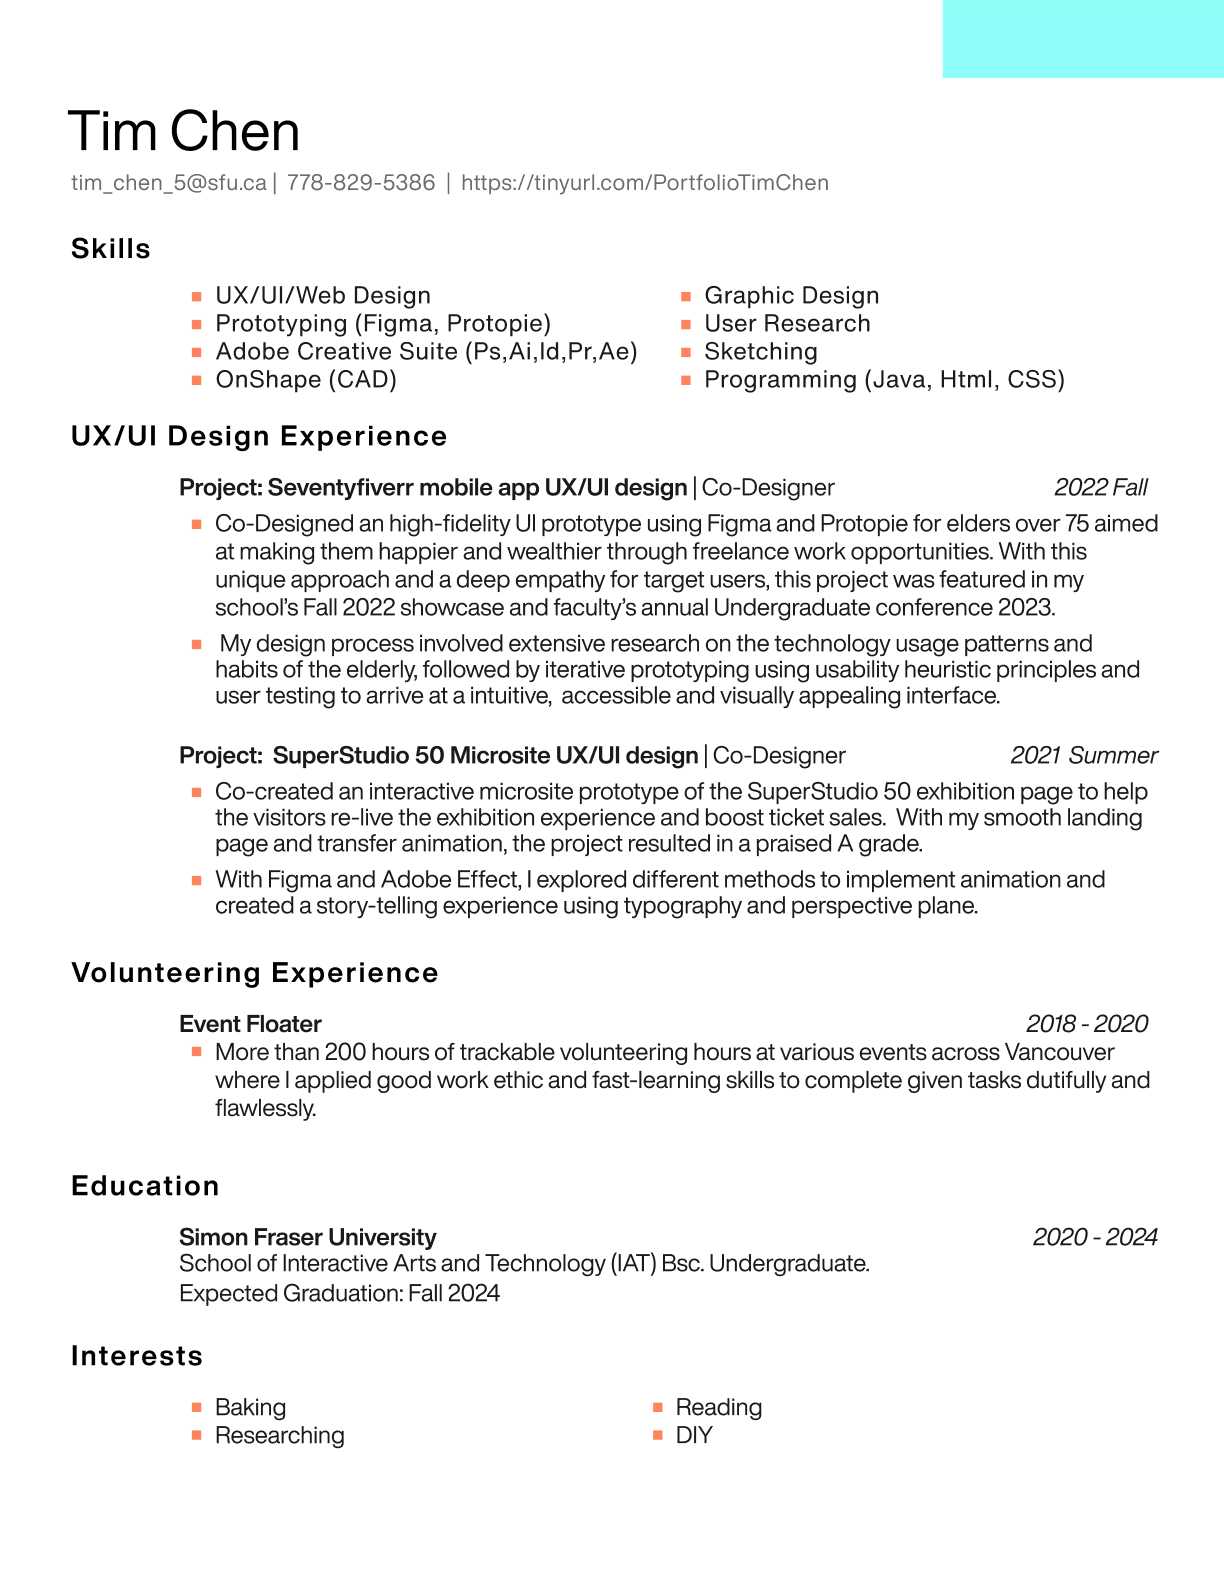 Tim Chen
tim_chen_5@sfu.ca | 778-829-5386 | https://tinyurl.com/PortfolioTimChen
Skills
UX/UI/Web Design
Prototyping (Figma, Protopie)
Adobe Creative Suite (Ps,Ai,Id,Pr,Ae)
OnShape (CAD)
Graphic Design
User Research
Sketching
Programming (Java, Html, CSS)
UX/UI Design Experience
Project: Seventyfiverr mobile app UX/UI design | Co-Designer 2022 Fall
Co-Designed an high-fidelity UI prototype using Figma and Protopie for elders over 75 aimed
at making them happier and wealthier through freelance work opportunities. With this
unique approach and a deep empathy for target users, this project was featured in my
school’s Fall 2022 showcase and faculty’s annual Undergraduate conference 2023.
My design process involved extensive research on the technology usage patterns and
habits of the elderly, followed by iterative prototyping using usability heuristic principles and
user testing to arrive at a intuitive, accessible and visually appealing interface.
Project: SuperStudio 50 Microsite UX/UI design | Co-Designer 2021 Summer
Co-created an interactive microsite prototype of the SuperStudio 50 exhibition page to help
the visitors re-live the exhibition experience and boost ticket sales. With my smooth landing
page and transfer animation, the project resulted in a praised A grade.
With Figma and Adobe Effect, I explored different methods to implement animation and
created a story-telling experience using typography and perspective plane.
Volunteering Experience
Event Floater 2018 - 2020
More than 200 hours of trackable volunteering hours at various events across Vancouver
where I applied good work ethic and fast-learning skills to complete given tasks dutifully and
flawlessly.
Education
Simon Fraser University 2020 - 2024
School of Interactive Arts and Technology (IAT) Bsc. Undergraduate.
Expected Graduation: Fall 2024
Interests
Baking
Researching
Reading
DIY